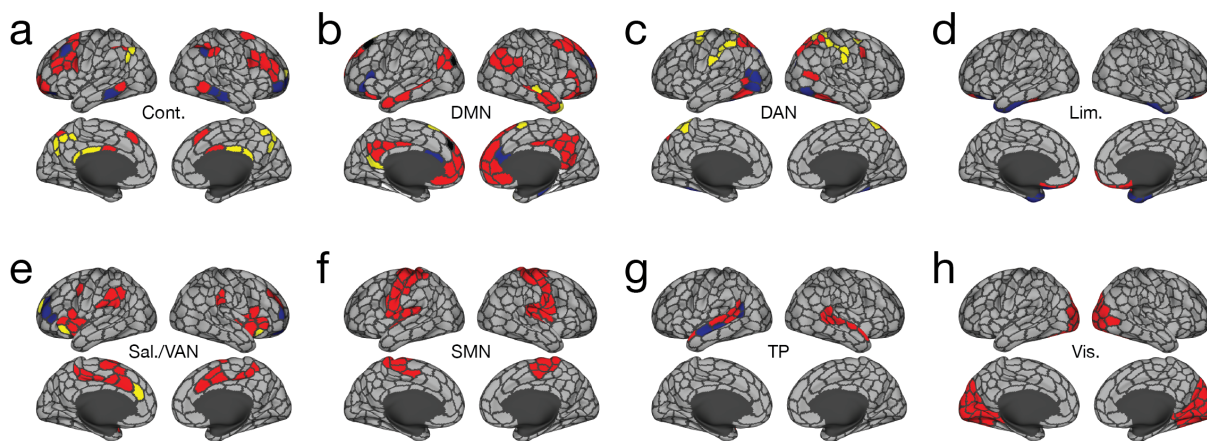 a
Cont.
b
DMN
c
DAN
d
Lim.
e
Sal./VAN
f
SMN
g
TP
h
Vis.